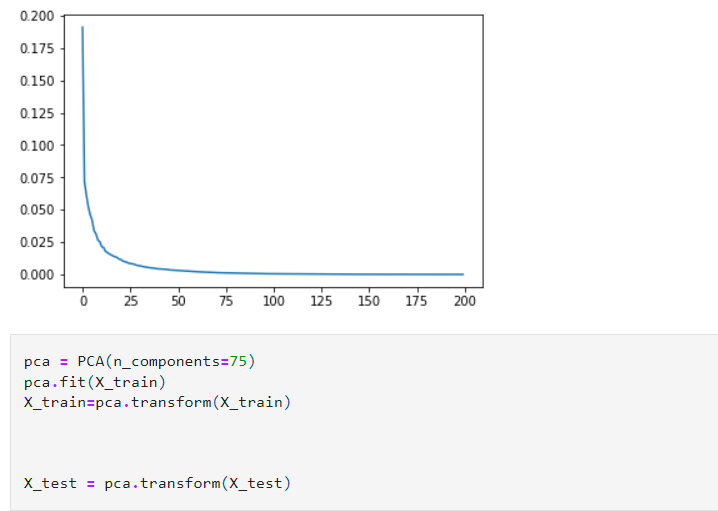 0.200
0.175
0.150
0.125
0.100
0.075
0.050
0.025
0.000
0 25 50 75 100 125 150 175 200
pca = PCA(n_components=75)
pca.fit(X_train)
X_train=pca.transform(X_train)
X_test = pca.transform(X_test)